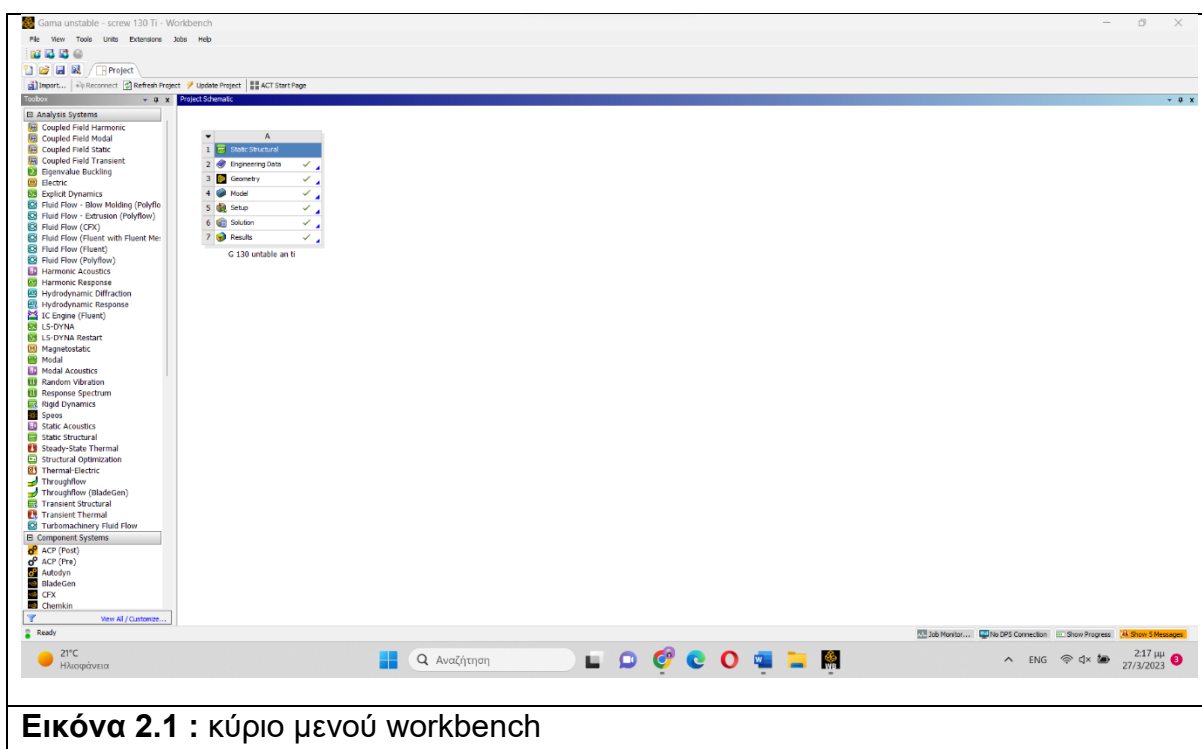 Gama unstable - screw 130 Ti - Workbench
File View Tools Units Extensions Jobs Help
Project
Import... Reconnect Refresh Project Update Project ACT Start Page
Toolbox
Project Schematic
Analysis Systems
Coupled Field Harmonic
Coupled Field Modal
Coupled Field Static
Coupled Field Transient
Eigenvalue Buckling
Electric
Explicit Dynamics
Fluid Flow - Blow Molding (Polyflo
Fluid Flow - Extrusion (Polyflow)
Fluid Flow (CFX)
Fluid Flow (Fluent with Fluent Me:
Fluid Flow (Fluent)
Fluid Flow (Polyflow)
Harmonic Acoustics
Harmonic Response
Hydrodynamic Diffraction
Hydrodynamic Response
IC Engine (Fluent)
LS-DYNA
LS-DYNA Restart
Magnetostatic
Modal
Modal Acoustics
Random Vibration
Response Spectrum
Rigid Dynamics
Speos
Static Acoustics
Static Structural
Steady-State Thermal
Structural Optimization
Thermal-Electric
Throughflow
Throughflow (BladeGen)
Transient Structural
Transient Thermal
Turbomachinery Fluid Flow
Component Systems
ACP (Post)
ACP (Pre)
Autodyn
BladeGen
CFX
Chemkin
View All / Customize...
A
1 Static Structural
2 Engineering Data
3 Geometry
4 Model
5 Setup
6 Solution
7 Results
G 130 untable an ti
Ready
Job Monitor... No DPS Connection Show Progress Show 5 Messages
21°C
Ηλιοφάνεια
Αναζήτηση
ENG
2:17 μμ
27/3/2023
3
Εικόνα 2.1 : κύριο μενού workbench